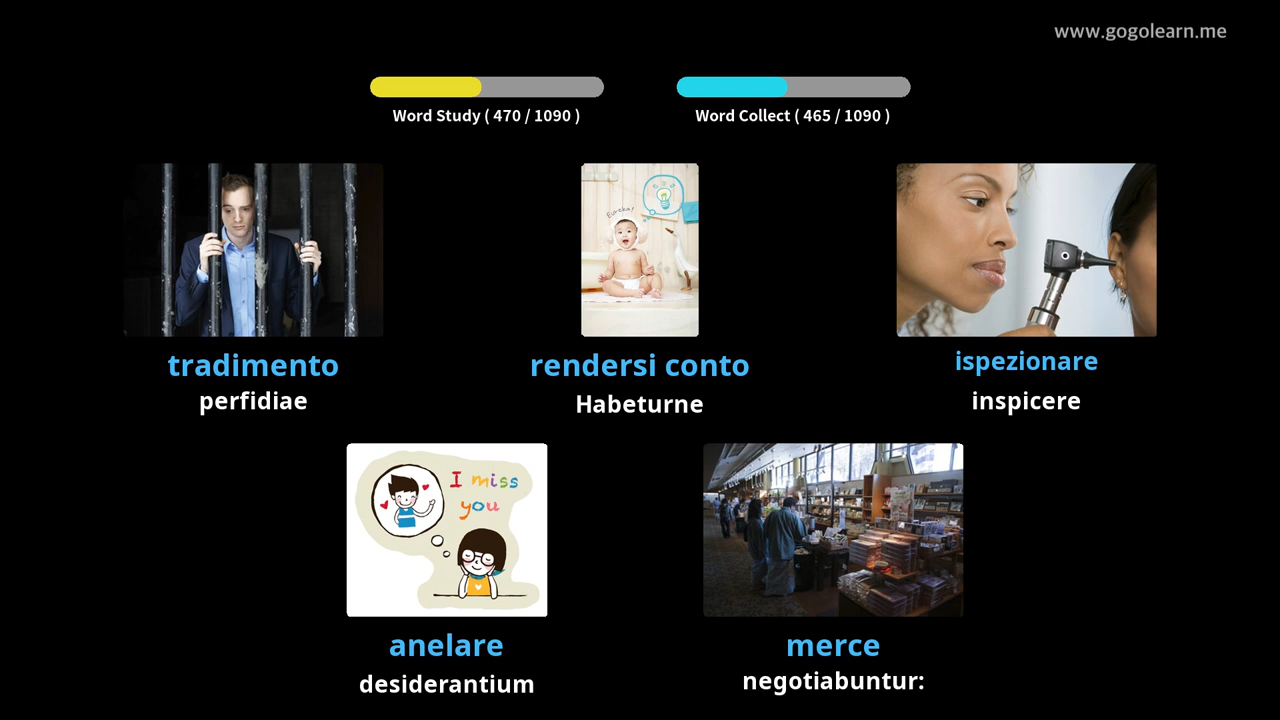 www.gogolearn.me
Word Study ( 470 / 1090 )
Word Collect ( 465 / 1090 )
Eureka!
tradimento
perfidiae
rendersi conto
Habeturne
ispezionare
inspicere
I miss
you
anelare
desiderantium
merce
negotiabuntur: